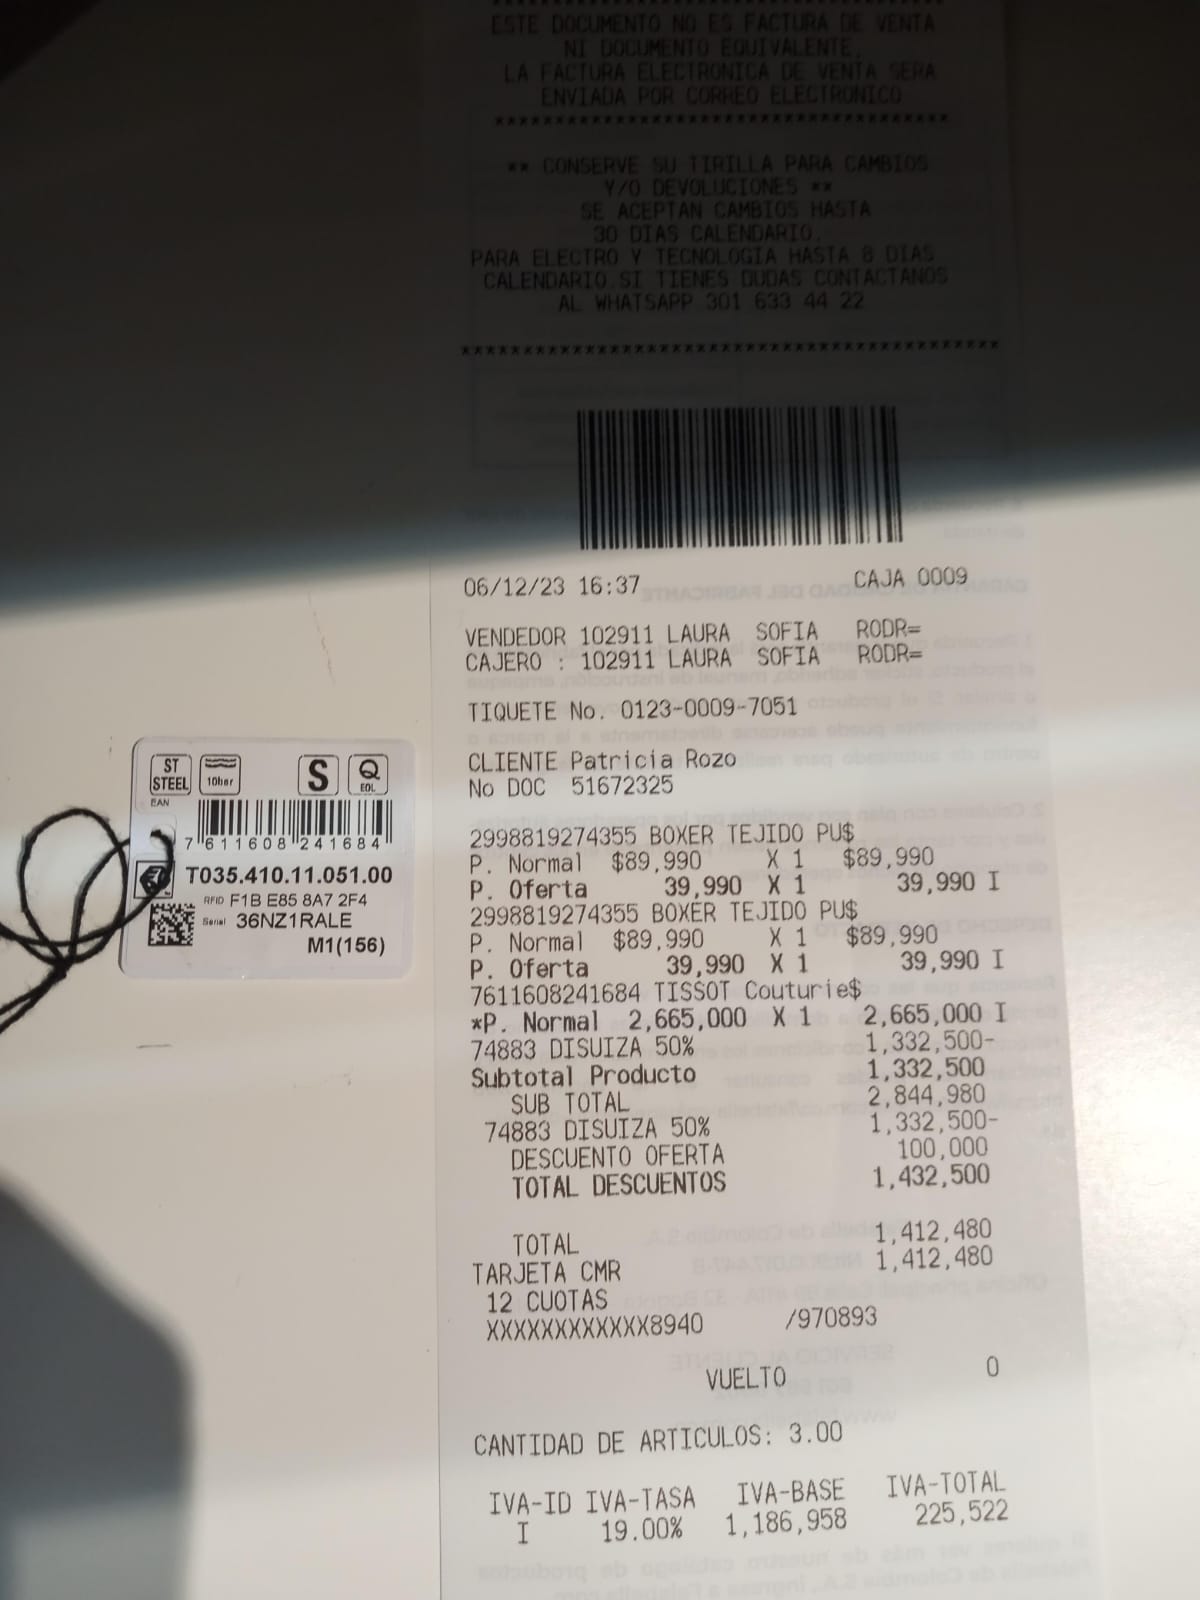 ESTE DOCUMENTO NO ES FACTURA DE VENTA
NI DOCUMENTO EQUIVALENTE.
LA FACTURA ELECTRONICA DE VENTA SERA
ENVIADA POR CORREO ELECTRONICO
****************************************
** CONSERVE SU TIRILLA PARA CAMBIOS
Y/O DEVOLUCIONES **
SE ACEPTAN CAMBIOS HASTA
30 DIAS CALENDARIO.
PARA ELECTRO Y TECNOLOGIA HASTA 8 DIAS
CALENDARIO.SI TIENES DUDAS CONTACTANOS
AL WHATSAPP 301 633 44 22
****************************************
06/12/23 16:37 CAJA 0009
VENDEDOR 102911 LAURA SOFIA RODR=
CAJERO : 102911 LAURA SOFIA RODR=
TIQUETE No. 0123-0009-7051
CLIENTE Patricia Rozo
No DOC 51672325
2998819274355 BOXER TEJIDO PU$
P. Normal $89,990 X 1 $89,990
P. Oferta 39,990 X 1 39,990 I
2998819274355 BOXER TEJIDO PU$
P. Normal $89,990 X 1 $89,990
P. Oferta 39,990 X 1 39,990 I
7611608241684 TISSOT Couturie$
*P. Normal 2,665,000 X 1 2,665,000 I
74883 DISUIZA 50% 1,332,500-
Subtotal Producto 1,332,500
SUB TOTAL 2,844,980
74883 DISUIZA 50% 1,332,500-
DESCUENTO OFERTA 100,000
TOTAL DESCUENTOS 1,432,500
TOTAL 1,412,480
TARJETA CMR 1,412,480
12 CUOTAS
XXXXXXXXXXXX8940 /970893
VUELTO 0
CANTIDAD DE ARTICULOS: 3.00
IVA-ID IVA-TASA IVA-BASE IVA-TOTAL
I 19.00% 1,186,958 225,522
ST STEEL
10bar
S
Q
EOL
EAN
7 611608 241684
T035.410.11.051.00
RFID F1B E85 8A7 2F4
Serial 36NZ1RALE
M1(156)